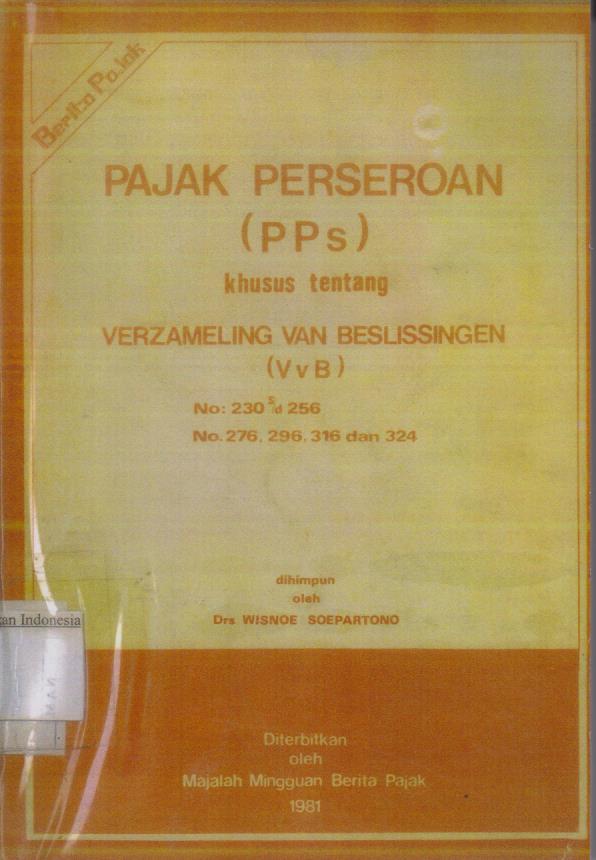 Berita Pajak
PAJAK PERSEROAN
(PPs)
khusus tentang
VERZAMELING VAN BESLISSINGEN
(VvB)
No: 230 s/d 256
No. 276, 296, 316 dan 324
dihimpun
oleh
Drs WISNOE SOEPARTONO
an Indonesia
Diterbitkan
oleh
Majalah Mingguan Berita Pajak
1981